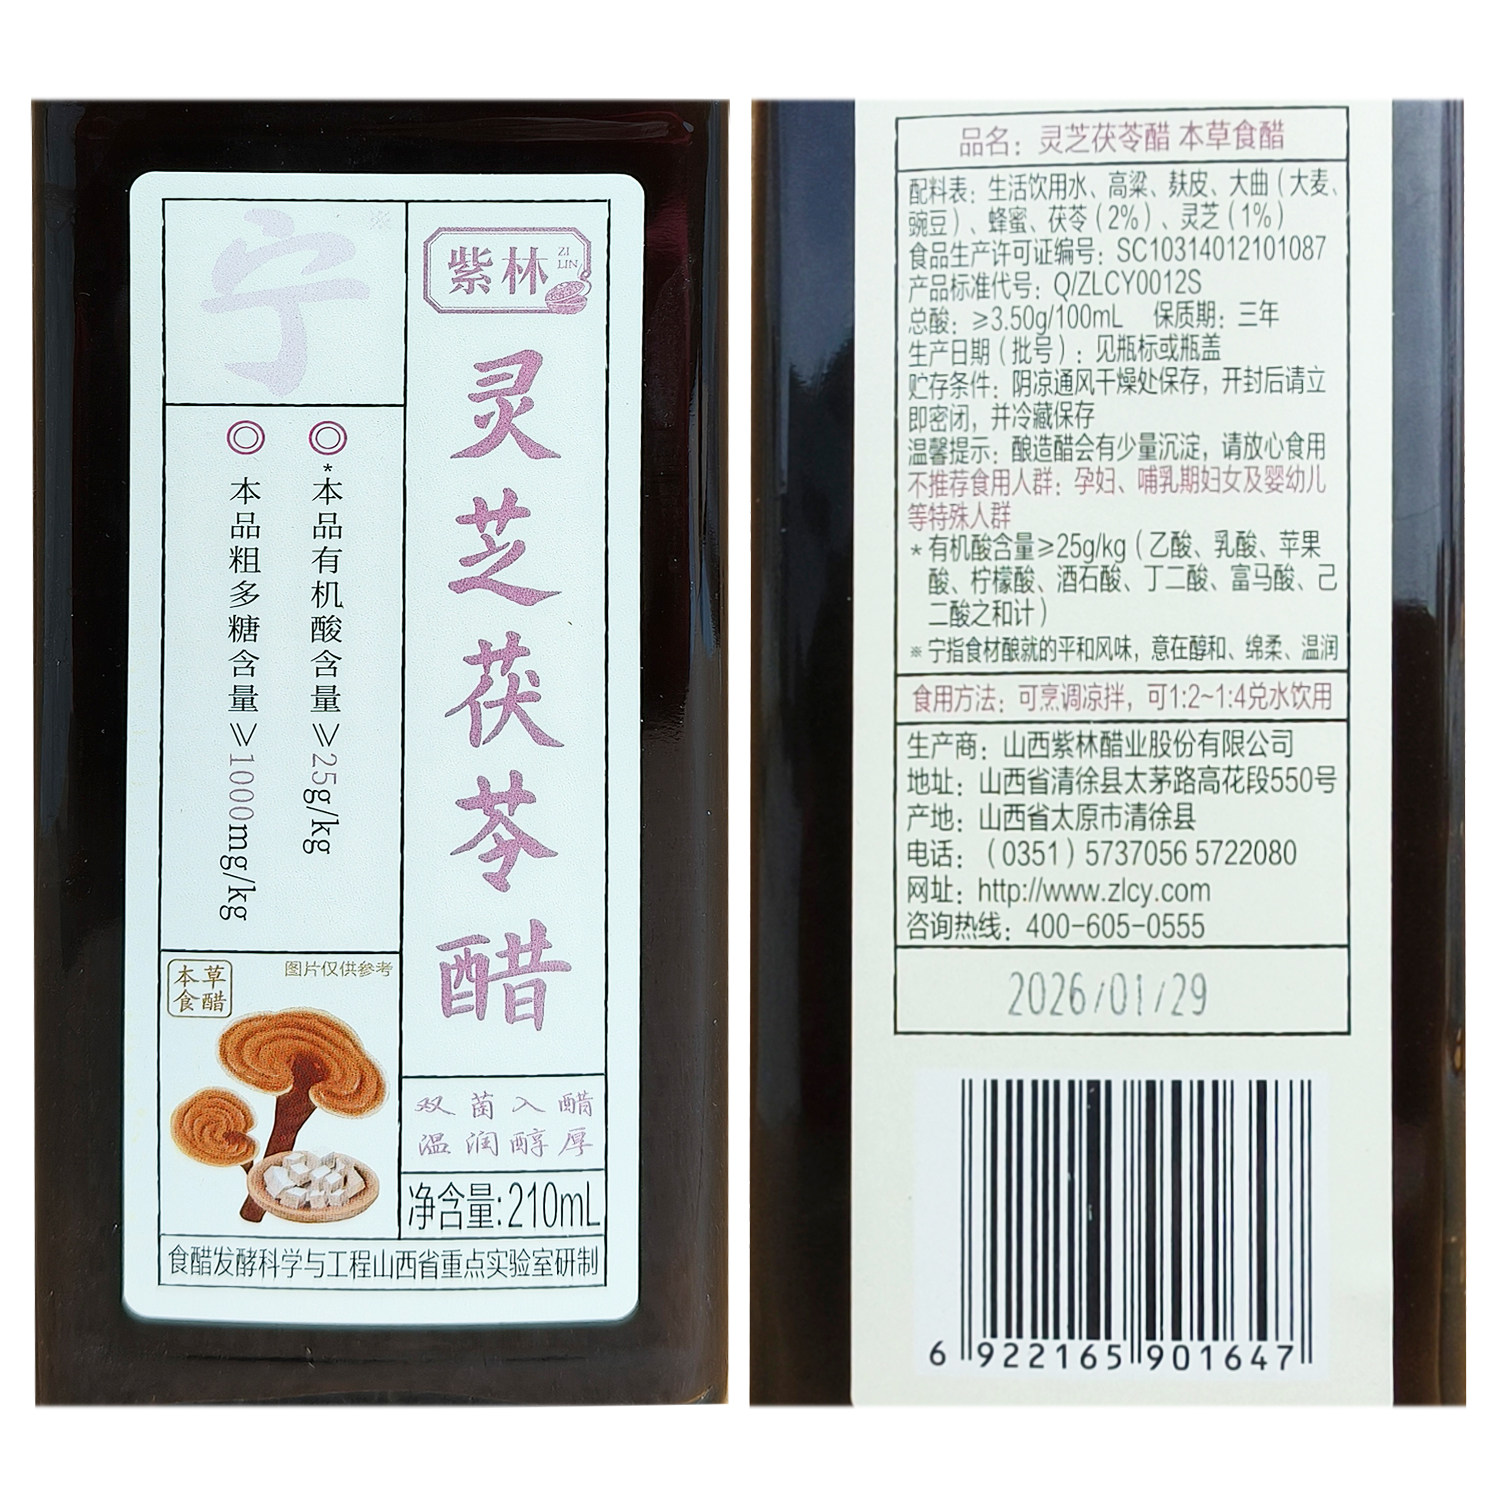 宁※
紫林
ZI
LIN
灵芝茯苓醋
*本品有机酸含量≥25g/kg
本品粗多糖含量≥1000mg/kg
本草
食醋
图片仅供参考
双菌入醋
温润醇厚
净含量:210mL
食醋发酵科学与工程山西省重点实验室研制
品名：灵芝茯苓醋 本草食醋
配料表：生活饮用水、高粱、麸皮、大曲（大麦、
豌豆）、蜂蜜、茯苓（2%）、灵芝（1%）
食品生产许可证编号：SC10314012101087
产品标准代号：Q/ZLCY0012S
总酸：≥3.50g/100mL 保质期：三年
生产日期（批号）：见瓶标或瓶盖
贮存条件：阴凉通风干燥处保存，开封后请立
即密闭，并冷藏保存
温馨提示：酿造醋会有少量沉淀，请放心食用
不推荐食用人群：孕妇、哺乳期妇女及婴幼儿
等特殊人群
*有机酸含量≥25g/kg（乙酸、乳酸、苹果
酸、柠檬酸、酒石酸、丁二酸、富马酸、己
二酸之和计）
※宁指食材酿就的平和风味，意在醇和、绵柔、温润
食用方法：可烹调凉拌，可1:2~1:4兑水饮用
生产商：山西紫林醋业股份有限公司
地址：山西省清徐县太茅路高花段550号
产地：山西省太原市清徐县
电话：（0351）5737056 5722080
网址：http://www.zlcy.com
咨询热线：400-605-0555
2026/01/29
6 922165 901647